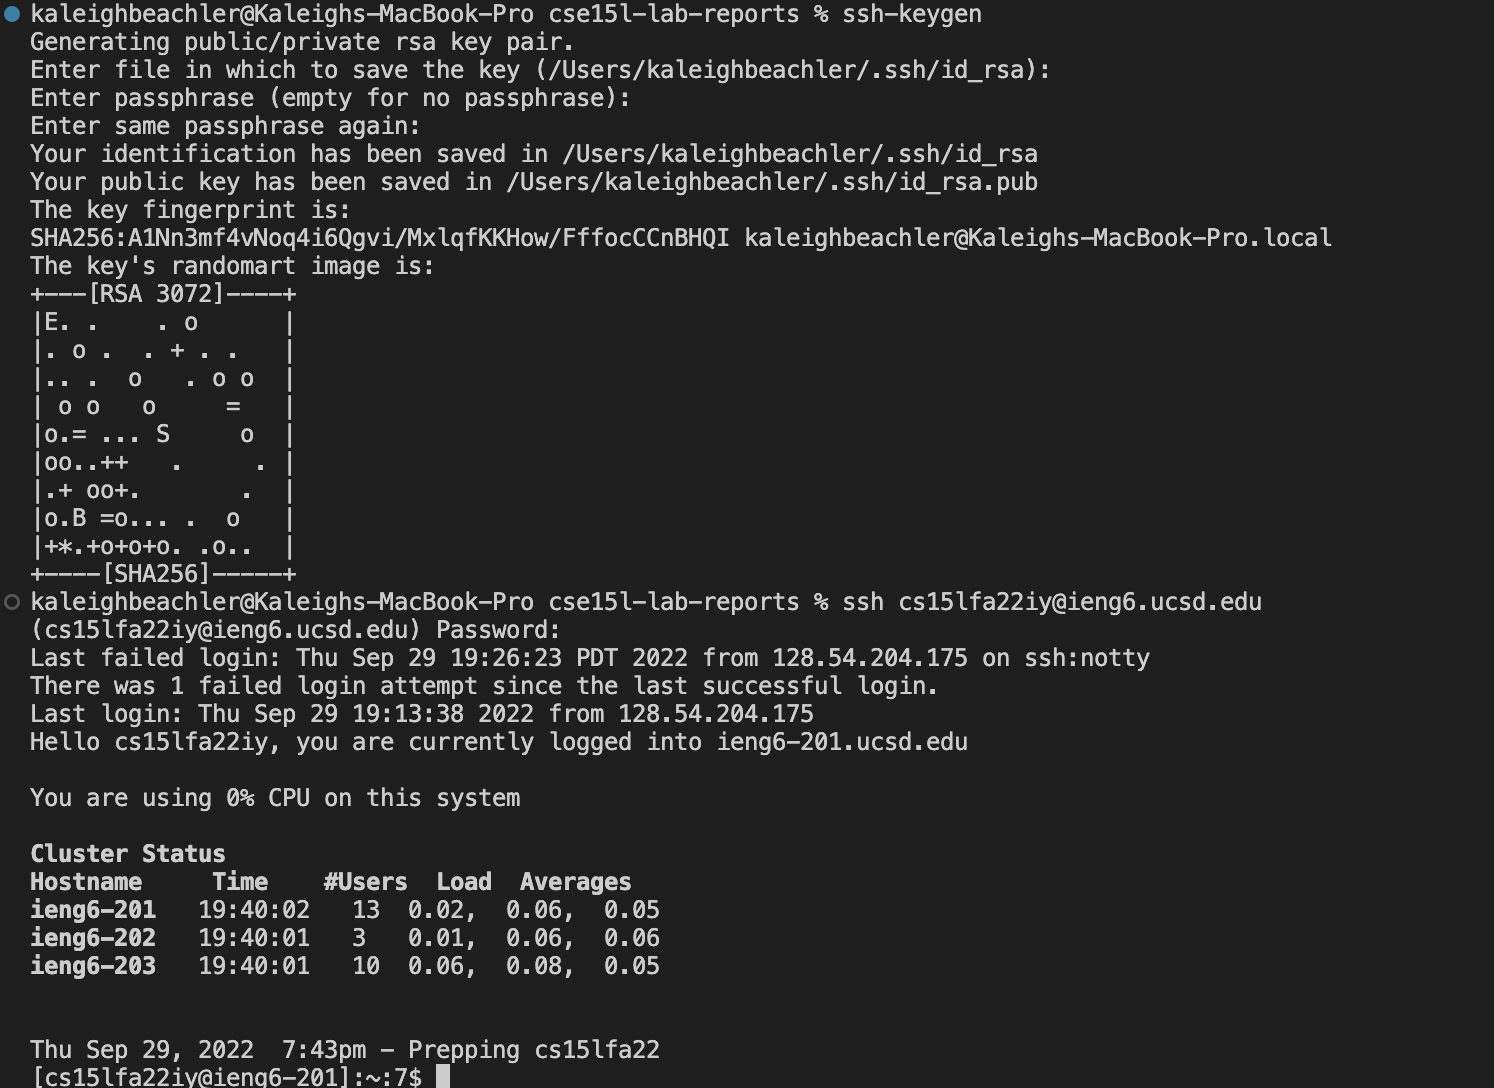 kaleighbeachler@Kaleighs-MacBook-Pro cse15l-lab-reports % ssh-keygen
Generating public/private rsa key pair.
Enter file in which to save the key (/Users/kaleighbeachler/.ssh/id_rsa):
Enter passphrase (empty for no passphrase):
Enter same passphrase again:
Your identification has been saved in /Users/kaleighbeachler/.ssh/id_rsa
Your public key has been saved in /Users/kaleighbeachler/.ssh/id_rsa.pub
The key fingerprint is:
SHA256:A1Nn3mf4vNoq4i6Qgvi/MxlqfKKHow/FffocCCnBHQI kaleighbeachler@Kaleighs-MacBook-Pro.local
The key's randomart image is:
+---[RSA 3072]----+
|E. .    . o      |
|. o .  . + . .   |
|.. .  o   . o o  |
| o o   o     =   |
|o.= ... S     o  |
|oo..++   .     . |
|.+ oo+.       .  |
|o.B =o... .  o   |
|+*.+o+o+o. .o..  |
+----[SHA256]-----+
kaleighbeachler@Kaleighs-MacBook-Pro cse15l-lab-reports % ssh cs15lfa22iy@ieng6.ucsd.edu
(cs15lfa22iy@ieng6.ucsd.edu) Password:
Last failed login: Thu Sep 29 19:26:23 PDT 2022 from 128.54.204.175 on ssh:notty
There was 1 failed login attempt since the last successful login.
Last login: Thu Sep 29 19:13:38 2022 from 128.54.204.175
Hello cs15lfa22iy, you are currently logged into ieng6-201.ucsd.edu
You are using 0% CPU on this system
Cluster Status
Hostname     Time    #Users  Load  Averages
ieng6-201   19:40:02   13  0.02,  0.06,  0.05
ieng6-202   19:40:01   3   0.01,  0.06,  0.06
ieng6-203   19:40:01   10  0.06,  0.08,  0.05
Thu Sep 29, 2022  7:43pm - Prepping cs15lfa22
[cs15lfa22iy@ieng6-201]:~:7$